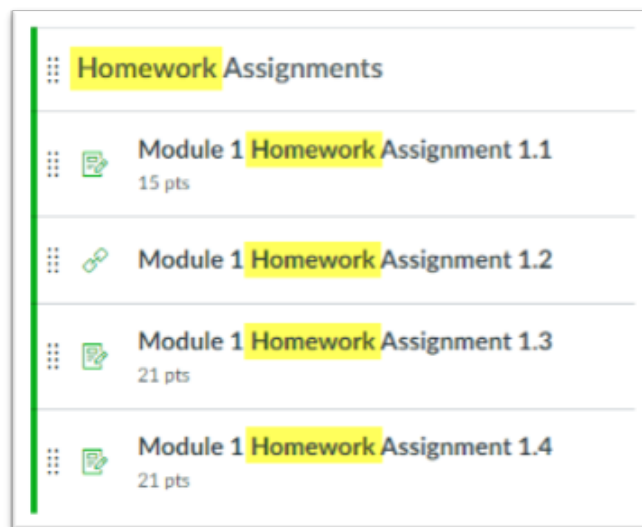 Homework Assignments
Module 1 Homework Assignment 1.1
15 pts
Module 1 Homework Assignment 1.2
Module 1 Homework Assignment 1.3
21 pts
Module 1 Homework Assignment 1.4
21 pts